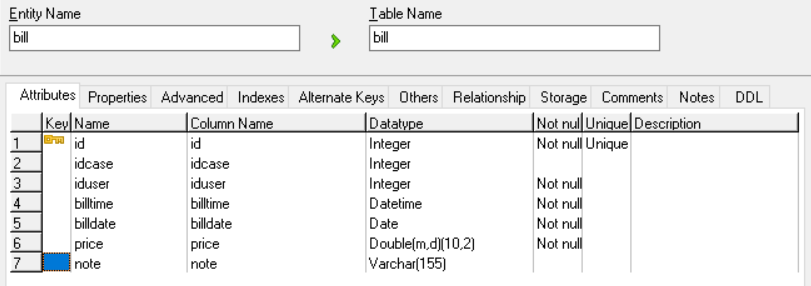 Entity Name Table Name
bill bill
Attributes Properties Advanced Indexes Alternate Keys Others Relationship Storage Comments Notes DDL
Key Name Column Name Datatype Not nul Unique Description
1 id id Integer Not null Unique
2 idcase idcase Integer
3 iduser iduser Integer Not null
4 billtime billtime Datetime Not null
5 billdate billdate Date Not null
6 price price Double(m,d)(10,2) Not null
7 note note Varchar(155)